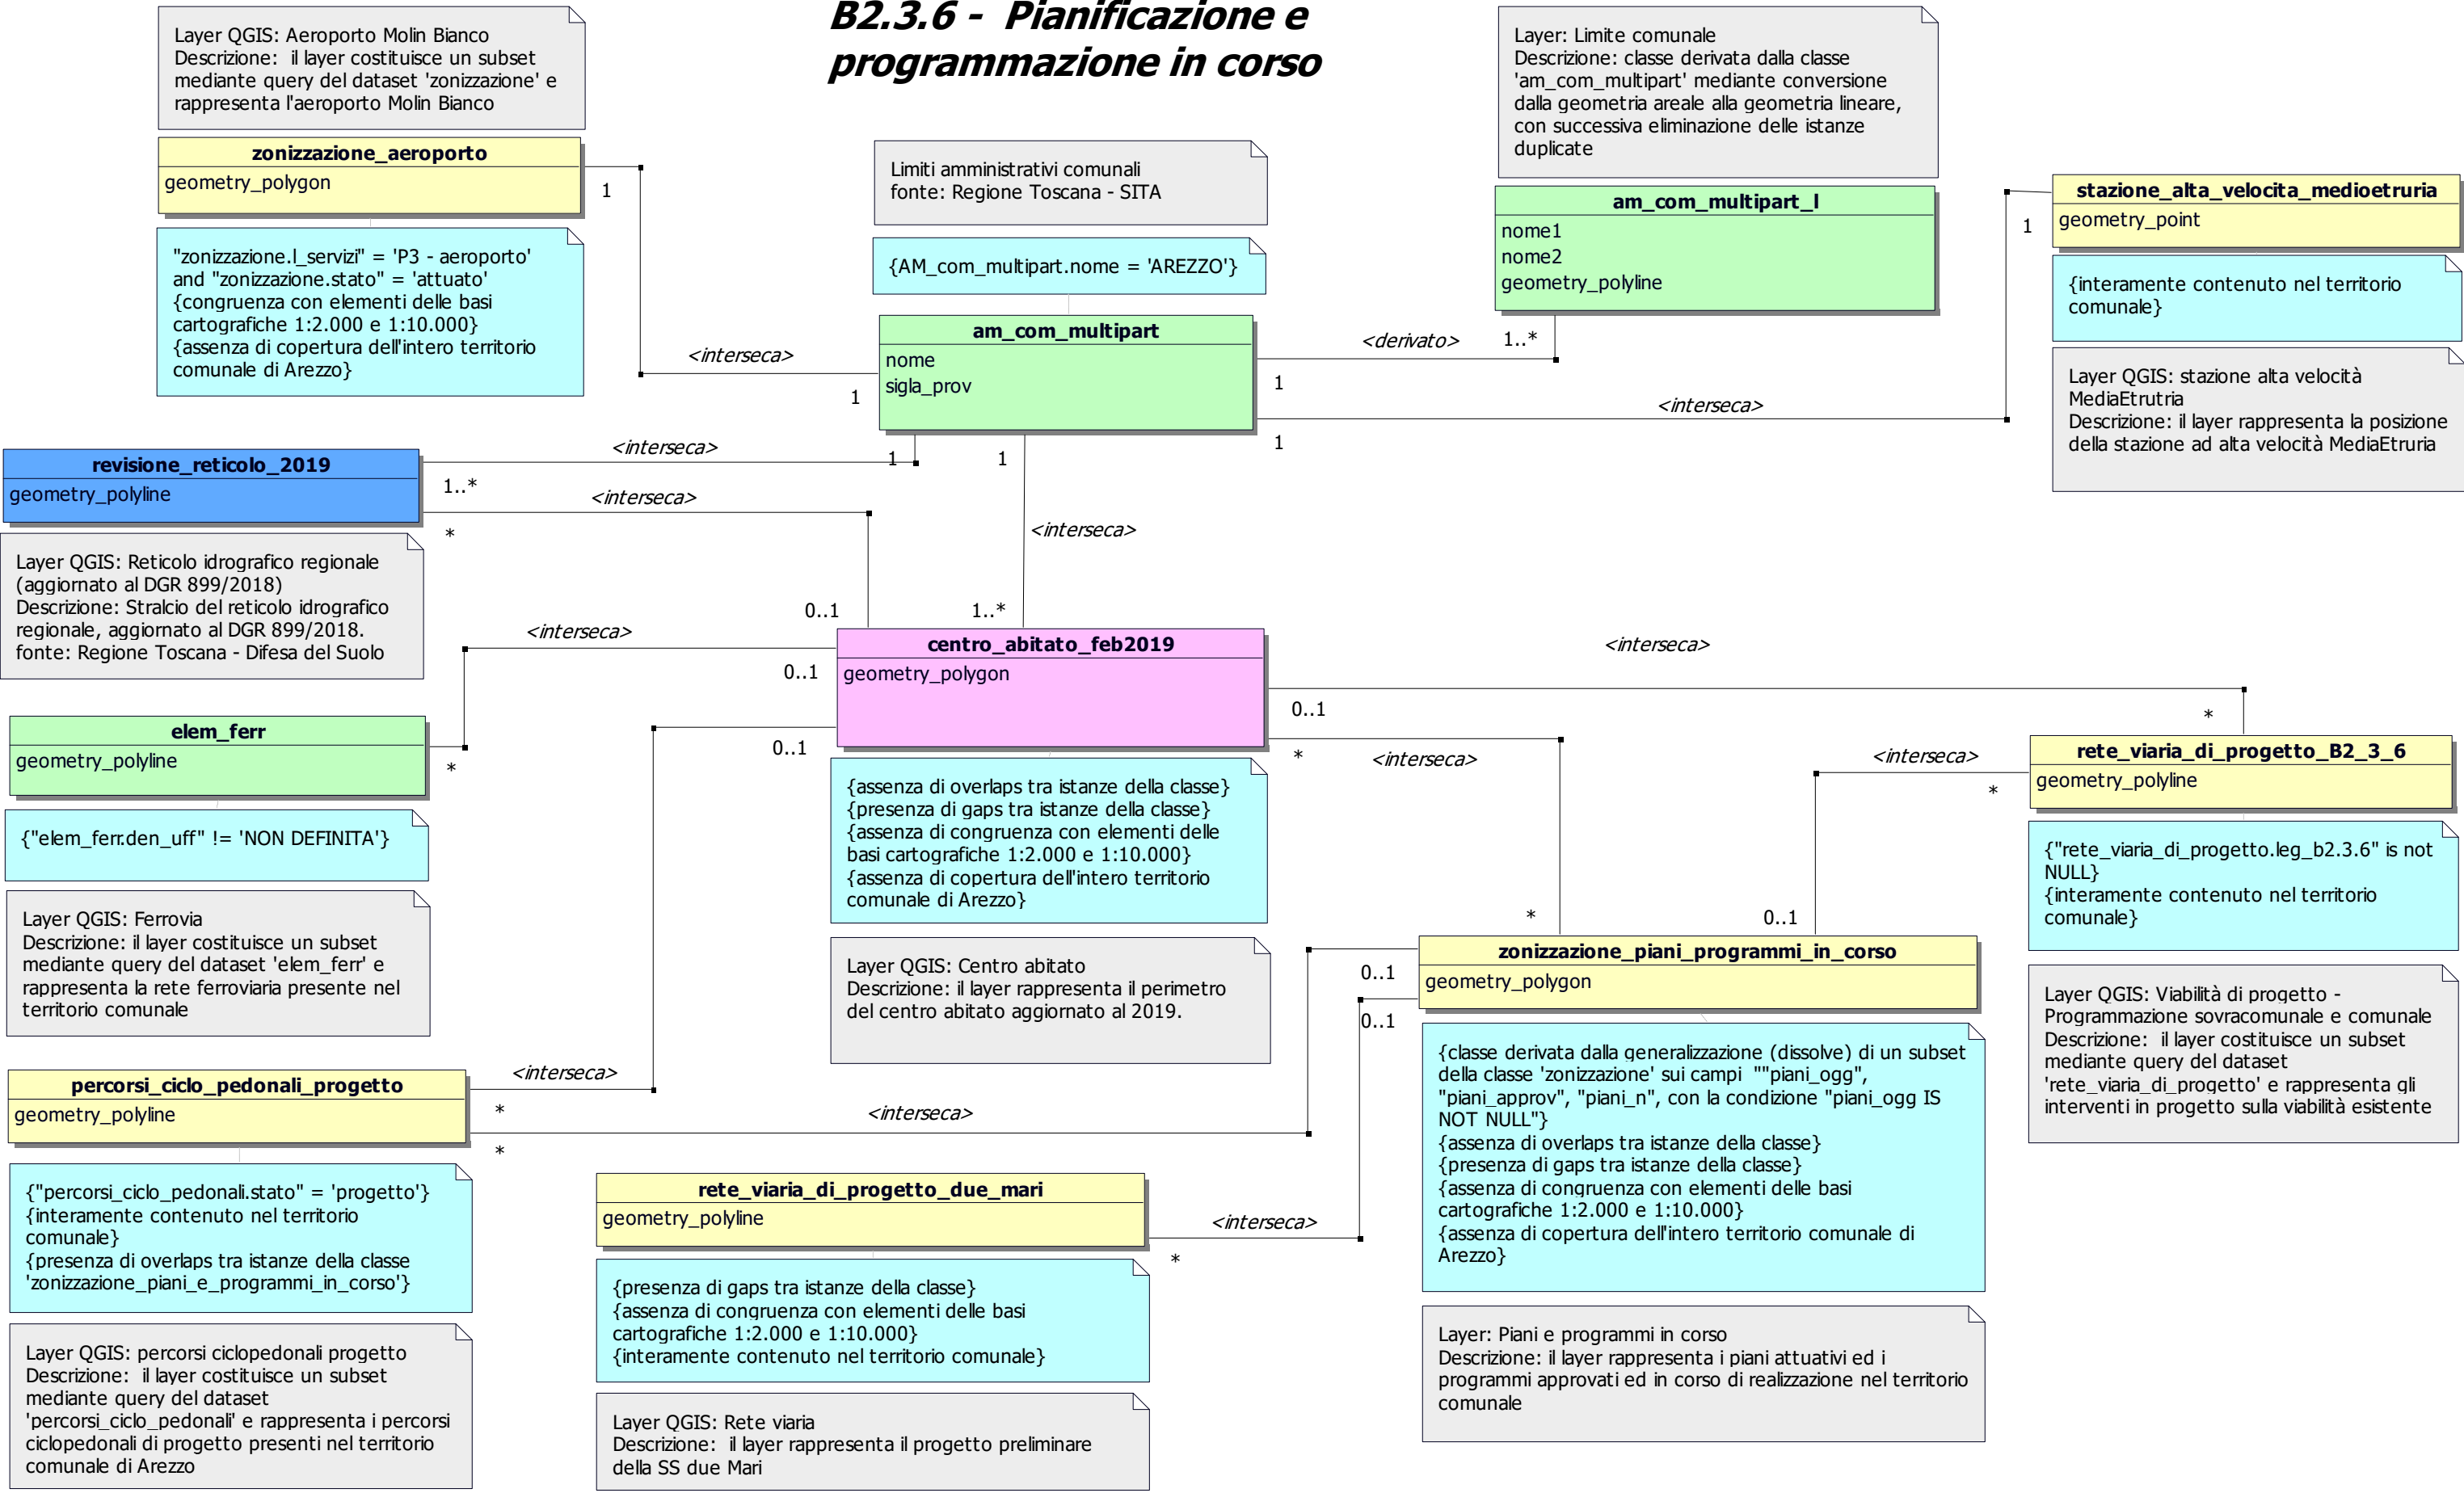 B2.3.6 - Pianificazione e
programmazione in corso
Layer QGIS: Aeroporto Molin Bianco
Descrizione: il layer costituisce un subset
mediante query del dataset 'zonizzazione' e
rappresenta l'aeroporto Molin Bianco
zonizzazione_aeroporto
geometry_polygon
"zonizzazione.l_servizi" = 'P3 - aeroporto'
and "zonizzazione.stato" = 'attuato'
{congruenza con elementi delle basi
cartografiche 1:2.000 e 1:10.000}
{assenza di copertura dell'intero territorio
comunale di Arezzo}
1
<interseca>
1
Limiti amministrativi comunali
fonte: Regione Toscana - SITA
{AM_com_multipart.nome = 'AREZZO'}
am_com_multipart
nome
sigla_prov
Layer: Limite comunale
Descrizione: classe derivata dalla classe
'am_com_multipart' mediante conversione
dalla geometria areale alla geometria lineare,
con successiva eliminazione delle istanze
duplicate
am_com_multipart_l
nome1
nome2
geometry_polyline
<derivato>
1..*
1
<interseca>
1
1
stazione_alta_velocita_medioetruria
geometry_point
{interamente contenuto nel territorio
comunale}
Layer QGIS: stazione alta velocità
MediaEtrutria
Descrizione: il layer rappresenta la posizione
della stazione ad alta velocità MediaEtruria
revisione_reticolo_2019
geometry_polyline
<interseca>
1
1..*
<interseca>
*
0..1
1
<interseca>
1..*
Layer QGIS: Reticolo idrografico regionale
(aggiornato al DGR 899/2018)
Descrizione: Stralcio del reticolo idrografico
regionale, aggiornato al DGR 899/2018.
fonte: Regione Toscana - Difesa del Suolo
elem_ferr
geometry_polyline
<interseca>
0..1
*
{"elem_ferr.den_uff" != 'NON DEFINITA'}
Layer QGIS: Ferrovia
Descrizione: il layer costituisce un subset
mediante query del dataset 'elem_ferr' e
rappresenta la rete ferroviaria presente nel
territorio comunale
centro_abitato_feb2019
geometry_polygon
{assenza di overlaps tra istanze della classe}
{presenza di gaps tra istanze della classe}
{assenza di congruenza con elementi delle
basi cartografiche 1:2.000 e 1:10.000}
{assenza di copertura dell'intero territorio
comunale di Arezzo}
Layer QGIS: Centro abitato
Descrizione: il layer rappresenta il perimetro
del centro abitato aggiornato al 2019.
<interseca>
0..1
*
*
<interseca>
*
rete_viaria_di_progetto_B2_3_6
geometry_polyline
<interseca>
*
0..1
{"rete_viaria_di_progetto.leg_b2.3.6" is not
NULL}
{interamente contenuto nel territorio
comunale}
Layer QGIS: Viabilità di progetto -
Programmazione sovracomunale e comunale
Descrizione: il layer costituisce un subset
mediante query del dataset
'rete_viaria_di_progetto' e rappresenta gli
interventi in progetto sulla viabilità esistente
zonizzazione_piani_programmi_in_corso
geometry_polygon
0..1
0..1
{classe derivata dalla generalizzazione (dissolve) di un subset
della classe 'zonizzazione' sui campi ""piani_ogg",
"piani_approv", "piani_n", con la condizione "piani_ogg IS
NOT NULL"}
{assenza di overlaps tra istanze della classe}
{presenza di gaps tra istanze della classe}
{assenza di congruenza con elementi delle basi
cartografiche 1:2.000 e 1:10.000}
{assenza di copertura dell'intero territorio comunale di
Arezzo}
Layer: Piani e programmi in corso
Descrizione: il layer rappresenta i piani attuativi ed i
programmi approvati ed in corso di realizzazione nel territorio
comunale
percorsi_ciclo_pedonali_progetto
geometry_polyline
0..1
<interseca>
*
<interseca>
*
{"percorsi_ciclo_pedonali.stato" = 'progetto'}
{interamente contenuto nel territorio
comunale}
{presenza di overlaps tra istanze della classe
'zonizzazione_piani_e_programmi_in_corso'}
Layer QGIS: percorsi ciclopedonali progetto
Descrizione: il layer costituisce un subset
mediante query del dataset
'percorsi_ciclo_pedonali' e rappresenta i percorsi
ciclopedonali di progetto presenti nel territorio
comunale di Arezzo
rete_viaria_di_progetto_due_mari
geometry_polyline
<interseca>
*
{presenza di gaps tra istanze della classe}
{assenza di congruenza con elementi delle basi
cartografiche 1:2.000 e 1:10.000}
{interamente contenuto nel territorio comunale}
Layer QGIS: Rete viaria
Descrizione: il layer rappresenta il progetto preliminare
della SS due Mari